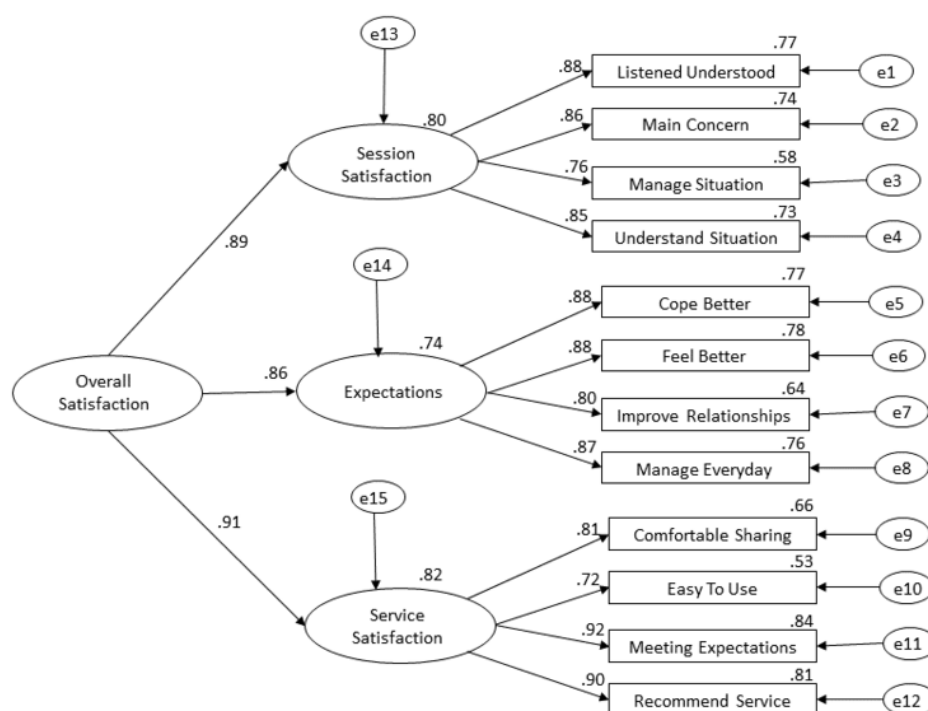 e13
.80
Session
Satisfaction
.88
.86
.76
.85
.77
Listened Understood
e1
.74
Main Concern
e2
.58
Manage Situation
e3
.73
Understand Situation
e4
.89
e14
.74
Expectations
.88
.88
.80
.87
.77
Cope Better
e5
.78
Feel Better
e6
.64
Improve Relationships
e7
.76
Manage Everyday
e8
Overall
Satisfaction
.86
.91
e15
.82
Service
Satisfaction
.81
.72
.92
.90
.66
Comfortable Sharing
e9
.53
Easy To Use
e10
.84
Meeting Expectations
e11
.81
Recommend Service
e12